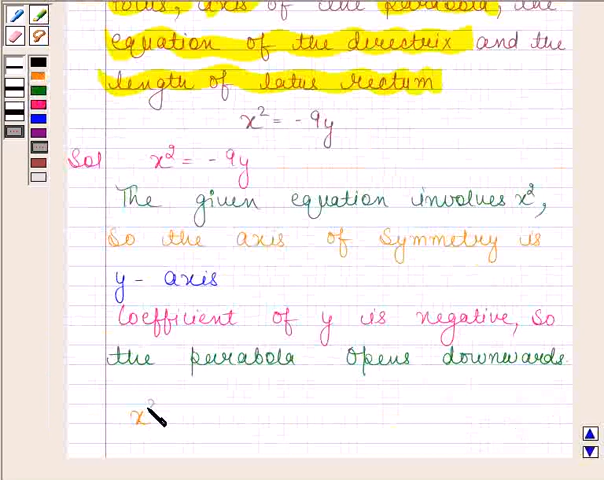 focus, axis of the parabola, the
equation of the directrix and the
length of latus rectum
x² = -9y
Sol x² = -9y
The given equation involves x²,
So the axis of Symmetry is
y - axis
Coefficient of y is negative, So
the parabola opens downwards
x²